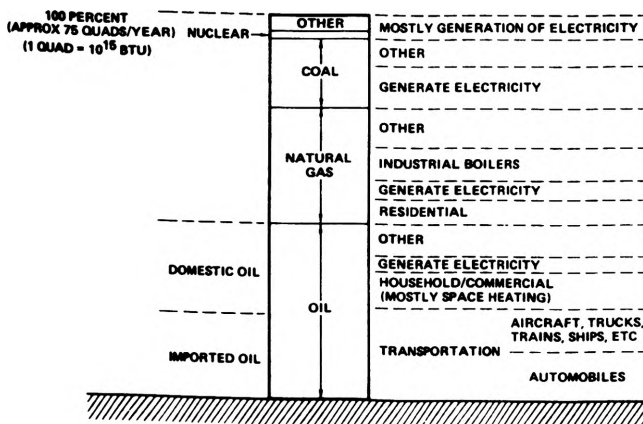 100 PERCENT
(APPROX 75 QUADS/YEAR)
(1 QUAD = 10¹⁵ BTU)
NUCLEAR
OTHER
COAL
NATURAL
GAS
OIL
DOMESTIC OIL
IMPORTED OIL
MOSTLY GENERATION OF ELECTRICITY
OTHER
GENERATE ELECTRICITY
OTHER
INDUSTRIAL BOILERS
GENERATE ELECTRICITY
RESIDENTIAL
OTHER
GENERATE ELECTRICITY
HOUSEHOLD/COMMERCIAL
(MOSTLY SPACE HEATING)
TRANSPORTATION
AIRCRAFT, TRUCKS,
TRAINS, SHIPS, ETC
AUTOMOBILES